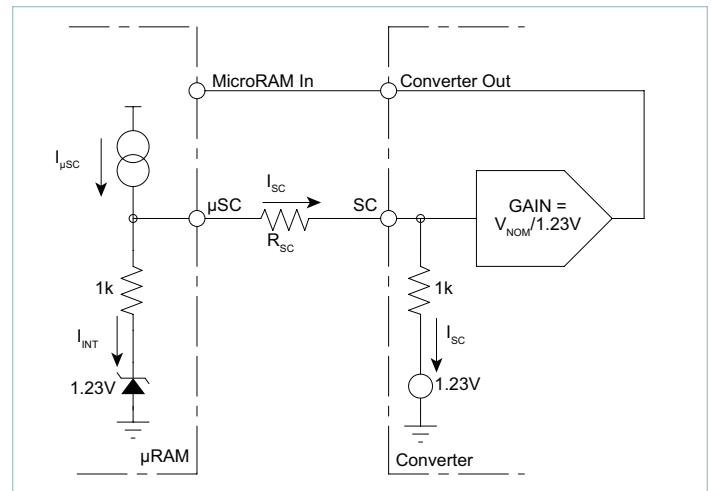 MicroRAM In
Converter Out
IµSC
ISC
µSC
SC
RSC
GAIN =
VNOM/1.23V
1k
1k
IINT
ISC
1.23V
1.23V
µRAM
Converter